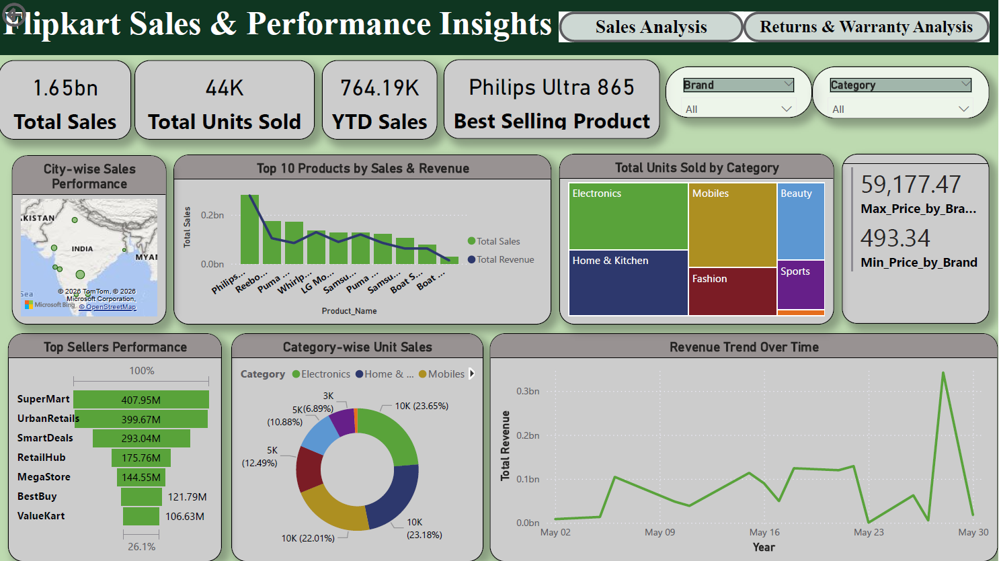 Flipkart Sales & Performance Insights
Sales Analysis
Returns & Warranty Analysis
1.65bn
Total Sales
44K
Total Units Sold
764.19K
YTD Sales
Philips Ultra 865
Best Selling Product
Brand
All
Category
All
City-wise Sales
Performance
AKISTAN
INDIA
MYAI
Sea
© 2026 TomTom, © 2026
Microsoft Corporation,
Microsoft Bing
© OpenStreetMap
Top 10 Products by Sales & Revenue
Total Sales
0.2bn
0.0bn
Philips...
Reebo...
Puma ...
Whirlp...
LG Mo...
Samsu...
Puma ...
Samsu...
Boat S...
Boat ...
Product_Name
Total Sales
Total Revenue
Total Units Sold by Category
Electronics
Mobiles
Beauty
Home & Kitchen
Fashion
Sports
59,177.47
Max_Price_by_Bra...
493.34
Min_Price_by_Brand
Top Sellers Performance
100%
SuperMart 407.95M
UrbanRetails 399.67M
SmartDeals 293.04M
RetailHub 175.76M
MegaStore 144.55M
BestBuy 121.79M
ValueKart 106.63M
26.1%
Category-wise Unit Sales
Category Electronics Home & ... Mobiles
10K (23.65%)
10K
(23.18%)
10K (22.01%)
5K
(12.49%)
5K
(10.88%)
3K
(6.89%)
Revenue Trend Over Time
Total Revenue
0.3bn
0.2bn
0.1bn
0.0bn
May 02
May 09
May 16
May 23
May 30
Year